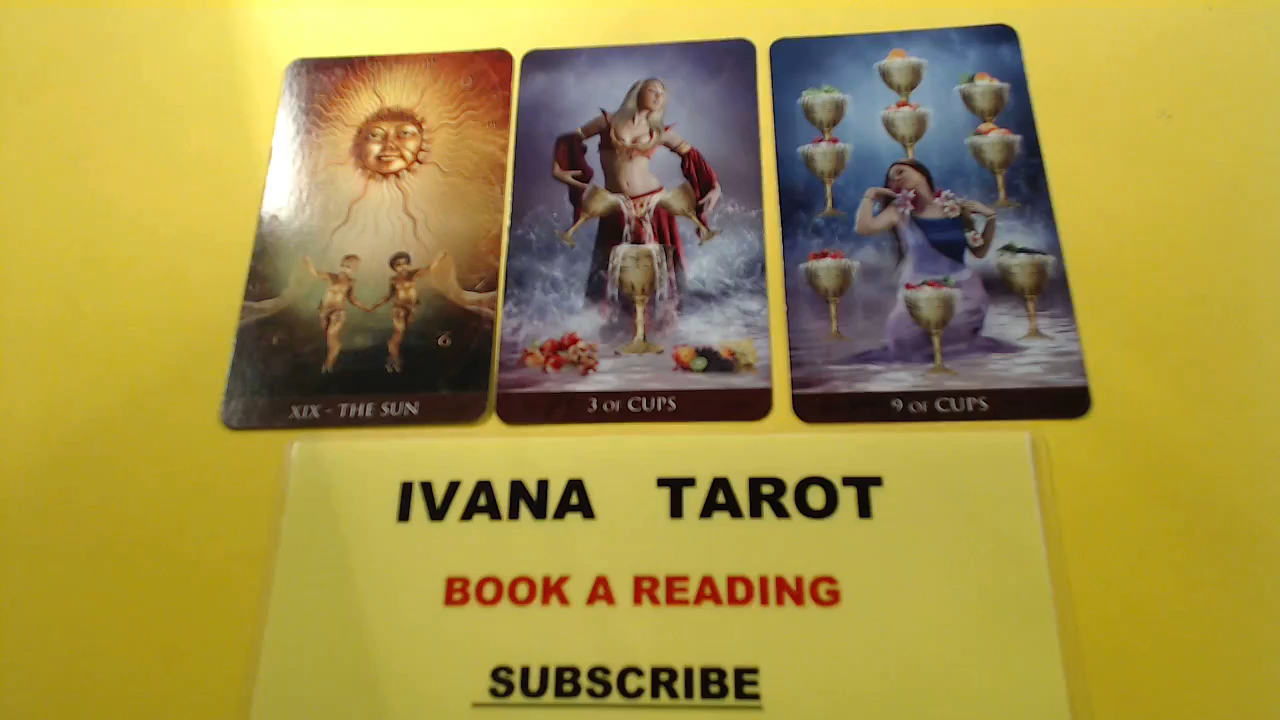 XIX - THE SUN
3 OF CUPS
9 OF CUPS
IVANA TAROT
BOOK A READING
SUBSCRIBE